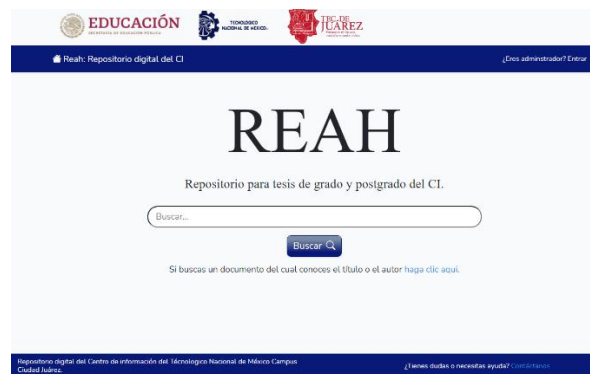 EDUCACIÓN
SECRETARÍA DE EDUCACIÓN PÚBLICA
TECNOLÓGICO
NACIONAL DE MÉXICO
TEC DE
JUÁREZ
Reah: Repositorio digital del CI
¿Eres adminstrador? Entrar
REAH
Repositorio para tesis de grado y postgrado del CI.
Buscar...
Buscar
Si buscas un documento del cual conoces el título o el autor haga clic aquí.
Repositorio digital del Centro de información del Técnologico Nacional de México Campus
Ciudad Juárez.
¿Tienes dudas o necesitas ayuda? Contáctanos